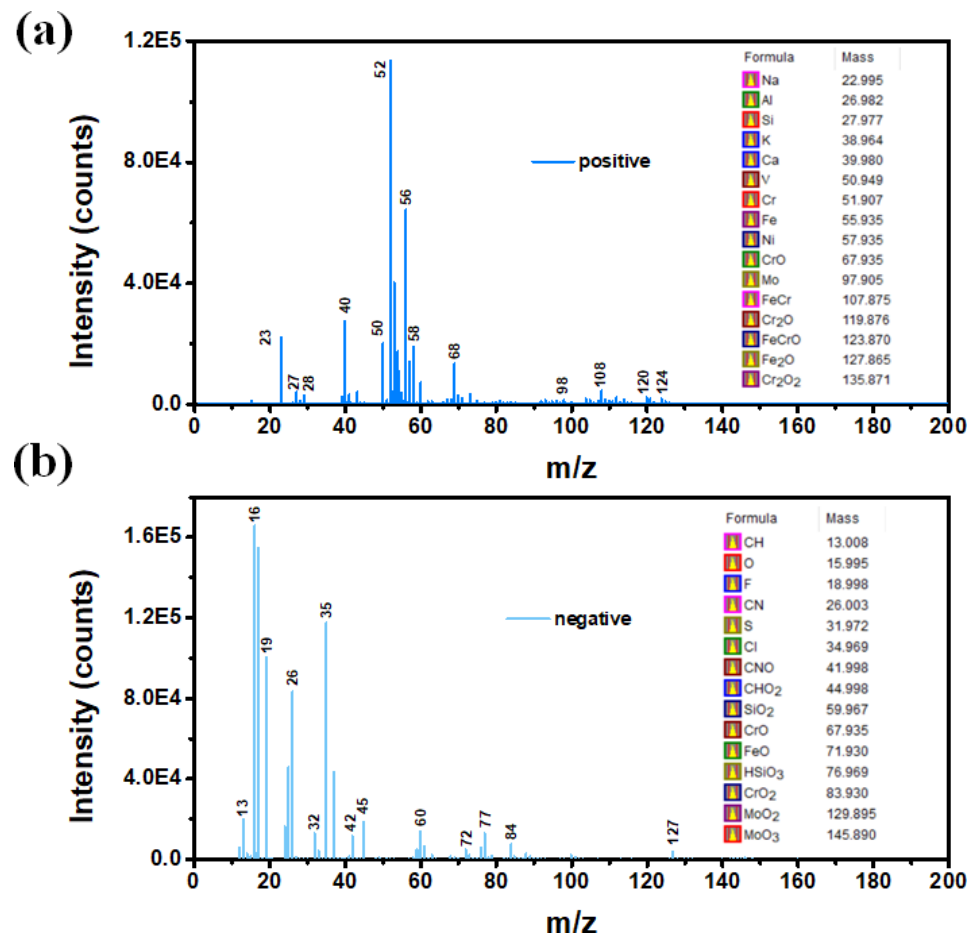 (a)
1.2E5
8.0E4
4.0E4
0.0
Intensity (counts)
23
27
28
40
50
52
56
58
68
98
108
120
124
positive
Formula Mass
Na 22.995
Al 26.982
Si 27.977
K 38.964
Ca 39.980
V 50.949
Cr 51.907
Fe 55.935
Ni 57.935
CrO 67.935
Mo 97.905
FeCr 107.875
Cr2O 119.876
FeCrO 123.870
Fe2O 127.865
Cr2O2 135.871
0 20 40 60 80 100 120 140 160 180 200
m/z
(b)
1.6E5
1.2E5
8.0E4
4.0E4
0.0
Intensity (counts)
13
16
19
26
32
35
42
45
60
72
77
84
127
negative
Formula Mass
CH 13.008
O 15.995
F 18.998
CN 26.003
S 31.972
Cl 34.969
CNO 41.998
CHO2 44.998
SiO2 59.967
CrO 67.935
FeO 71.930
HSiO3 76.969
CrO2 83.930
MoO2 129.895
MoO3 145.890
0 20 40 60 80 100 120 140 160 180 200
m/z